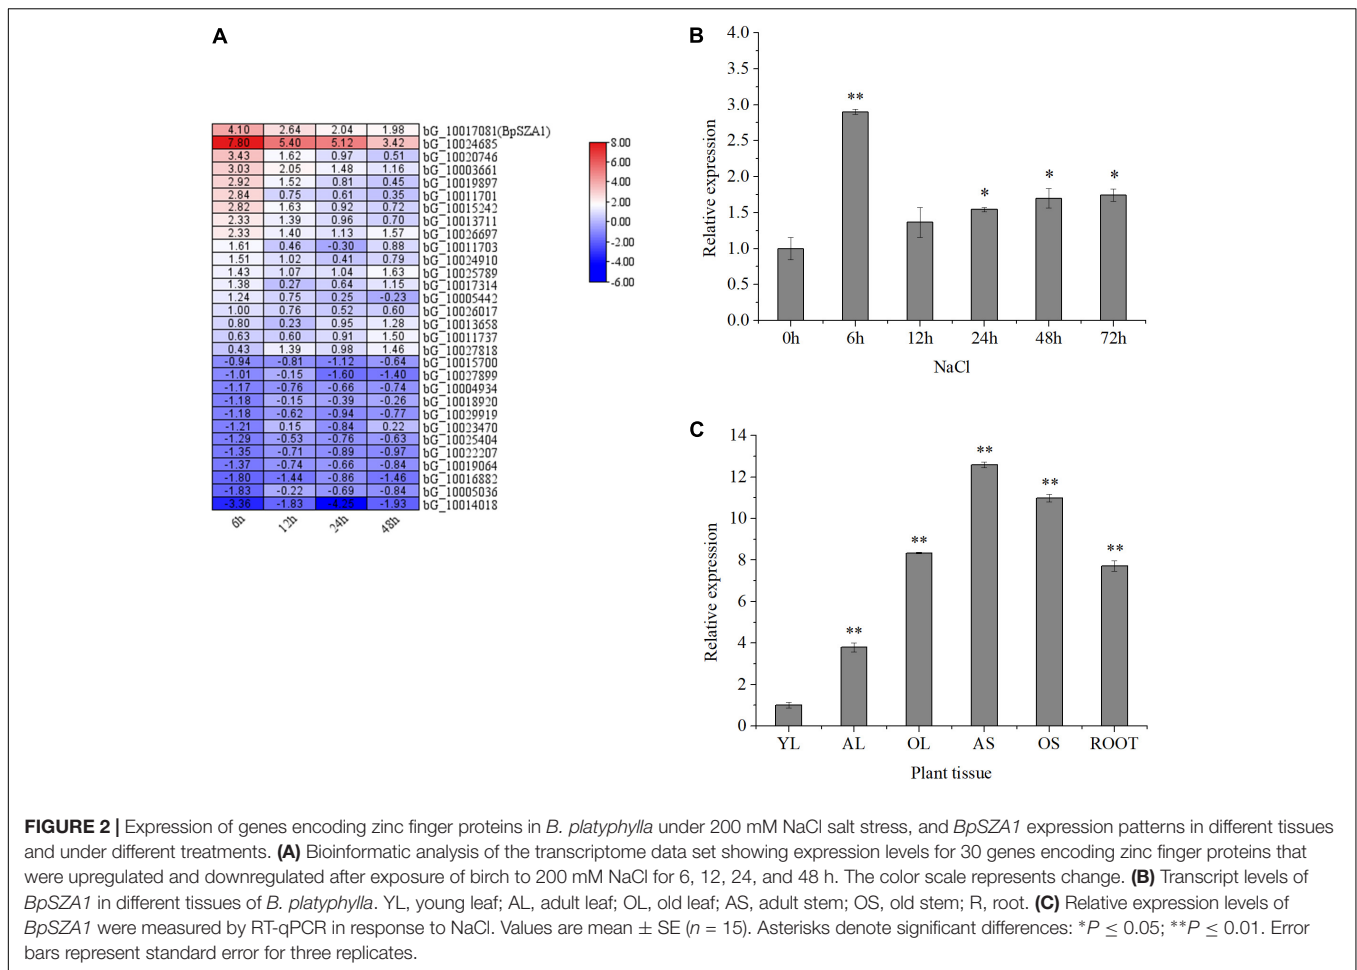 A
4.10 2.64 2.04 1.98 bG_10017081(BpSZA1)
7.80 5.40 5.12 3.42 bG_10024685
3.43 1.62 0.97 0.51 bG_10020746
3.03 2.05 1.48 1.16 bG_10003661
2.92 1.52 0.81 0.45 bG_10019897
2.84 0.75 0.61 0.35 bG_10011701
2.82 1.63 0.92 0.72 bG_10015242
2.33 1.39 0.96 0.70 bG_10013711
2.33 1.40 1.13 1.57 bG_10026697
1.61 0.46 -0.30 0.88 bG_10011703
1.51 1.02 0.41 0.79 bG_10024910
1.43 1.07 1.04 1.63 bG_10025789
1.38 0.27 0.64 1.15 bG_10017314
1.24 0.75 0.25 -0.23 bG_10005442
1.00 0.76 0.52 0.60 bG_10026017
0.80 0.23 0.95 1.28 bG_10013658
0.63 0.60 0.91 1.50 bG_10011737
0.43 1.39 0.98 1.46 bG_10027818
-0.94 -0.81 -1.12 -0.64 bG_10015700
-1.01 -0.15 -1.60 -1.40 bG_10027899
-1.17 -0.76 -0.66 -0.74 bG_10004934
-1.18 -0.15 -0.39 -0.26 bG_10018920
-1.18 -0.62 -0.94 -0.77 bG_10029919
-1.21 0.15 -0.84 0.22 bG_10023470
-1.29 -0.53 -0.76 -0.63 bG_10025404
-1.35 -0.71 -0.89 -0.97 bG_10022207
-1.37 -0.74 -0.66 -0.84 bG_10019064
-1.80 -1.44 -0.86 -1.46 bG_10016882
-1.83 -0.22 -0.69 -0.84 bG_10005036
-3.36 -1.83 -4.25 -1.93 bG_10014018
6h 12h 24h 48h
8.00
6.00
4.00
2.00
0.00
-2.00
-4.00
-6.00
B
Relative expression
4.0
3.5
3.0
2.5
2.0
1.5
1.0
0.5
0.0
**
*
*
*
0h 6h 12h 24h 48h 72h
NaCl
C
Relative expression
14
12
10
8
6
4
2
0
**
**
**
**
**
YL AL OL AS OS ROOT
Plant tissue
FIGURE 2 | Expression of genes encoding zinc finger proteins in B. platyphylla under 200 mM NaCl salt stress, and BpSZA1 expression patterns in different tissues
and under different treatments. (A) Bioinformatic analysis of the transcriptome data set showing expression levels for 30 genes encoding zinc finger proteins that
were upregulated and downregulated after exposure of birch to 200 mM NaCl for 6, 12, 24, and 48 h. The color scale represents change. (B) Transcript levels of
BpSZA1 in different tissues of B. platyphylla. YL, young leaf; AL, adult leaf; OL, old leaf; AS, adult stem; OS, old stem; R, root. (C) Relative expression levels of
BpSZA1 were measured by RT-qPCR in response to NaCl. Values are mean ± SE (n = 15). Asterisks denote significant differences: *P ≤ 0.05; **P ≤ 0.01. Error
bars represent standard error for three replicates.